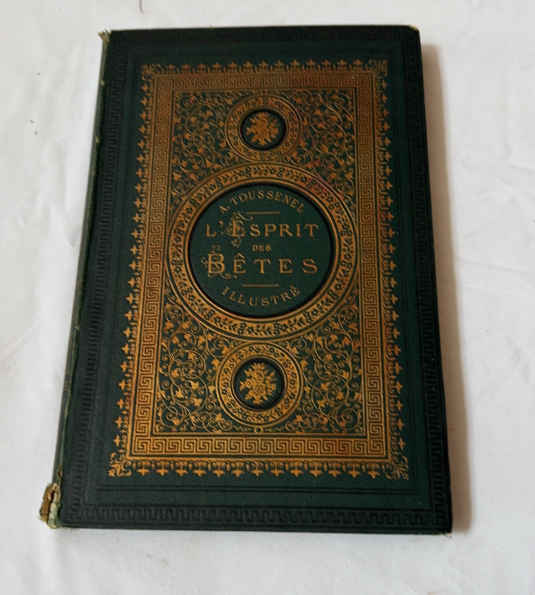 A. TOUSSENEL
L'ESPRIT
DES
BÊTES
ILLUSTRÉ